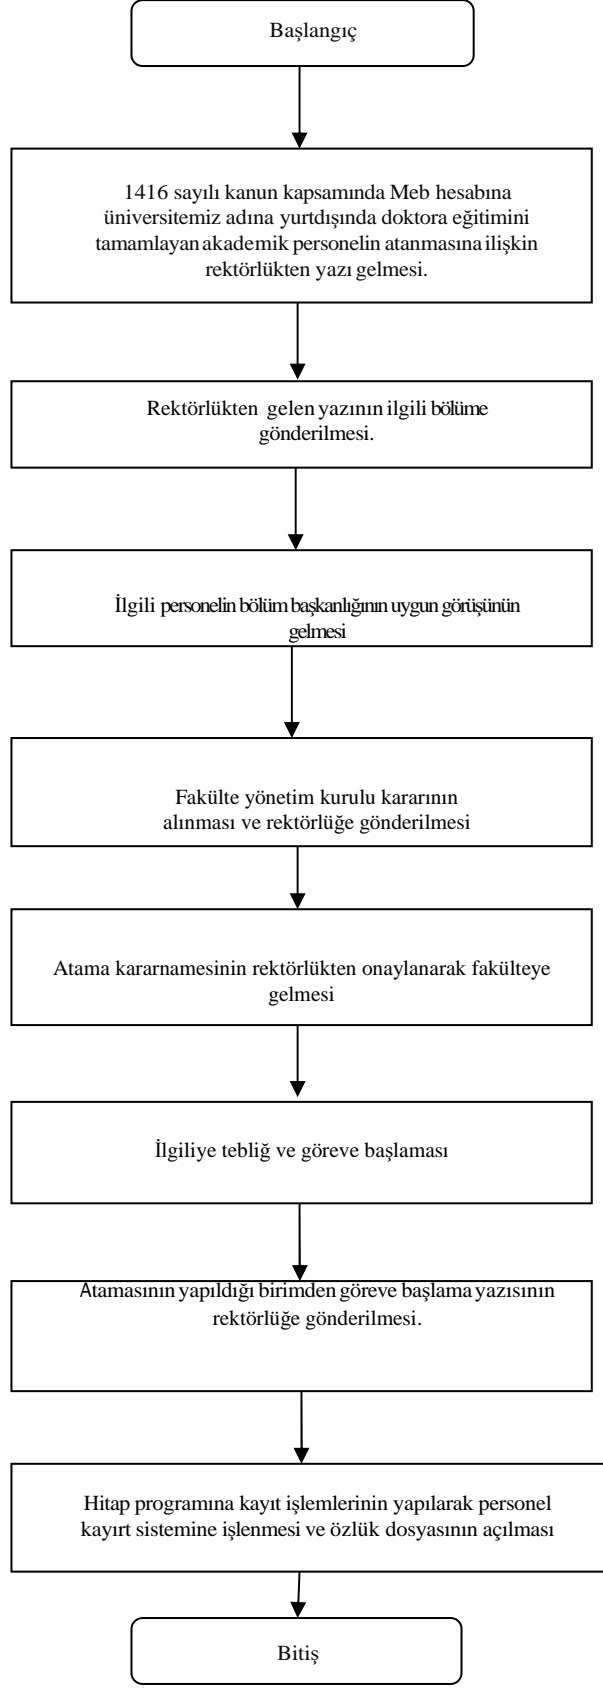 Başlangıç
1416 sayılı kanun kapsamında Meb hesabına
üniversitemiz adına yurtdışında doktora eğitimini
tamamlayan akademik personelin atanmasına ilişkin
rektörlükten yazı gelmesi.
Rektörlükten gelen yazının ilgili bölüme
gönderilmesi.
İlgili personelin bölüm başkanlığının uygun görüşünün
gelmesi
Fakülte yönetim kurulu kararının
alınması ve rektörlüğe gönderilmesi
Atama kararnamesinin rektörlükten onaylanarak fakülteye
gelmesi
İlgiliye tebliğ ve göreve başlaması
Atamasının yapıldığı birimden göreve başlama yazısının
rektörlüğe gönderilmesi.
Hitap programına kayıt işlemlerinin yapılarak personel
kayırt sistemine işlenmesi ve özlük dosyasının açılması
Bitiş